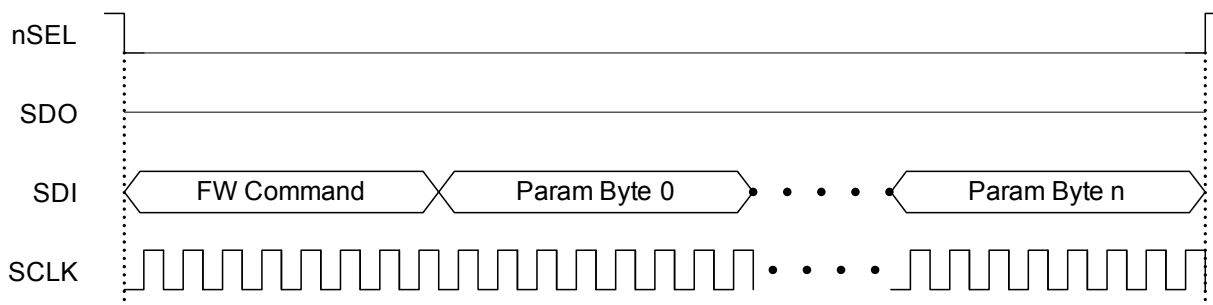 nSEL
SDO
SDI FW Command Param Byte 0 Param Byte n
SCLK